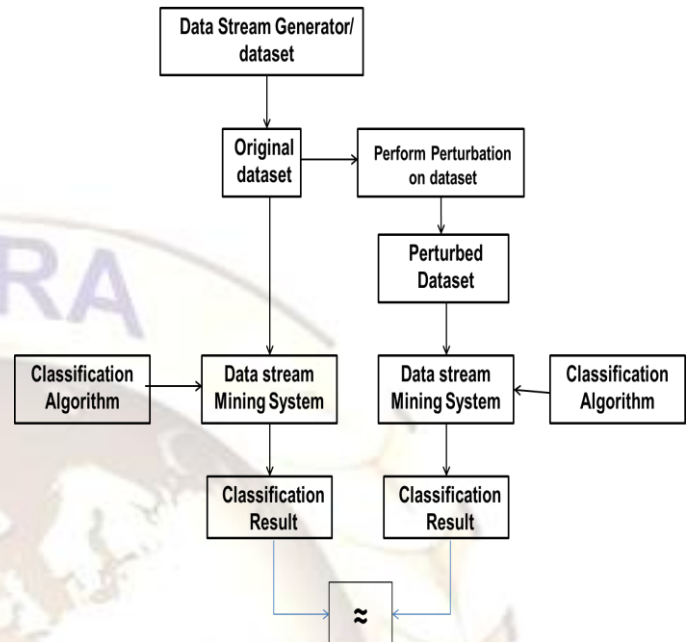 Data Stream Generator/
dataset
Original
dataset
Perform Perturbation
on dataset
Perturbed
Dataset
RA
Classification
Algorithm
Data stream
Mining System
Data stream
Mining System
Classification
Algorithm
Classification
Result
Classification
Result
≈